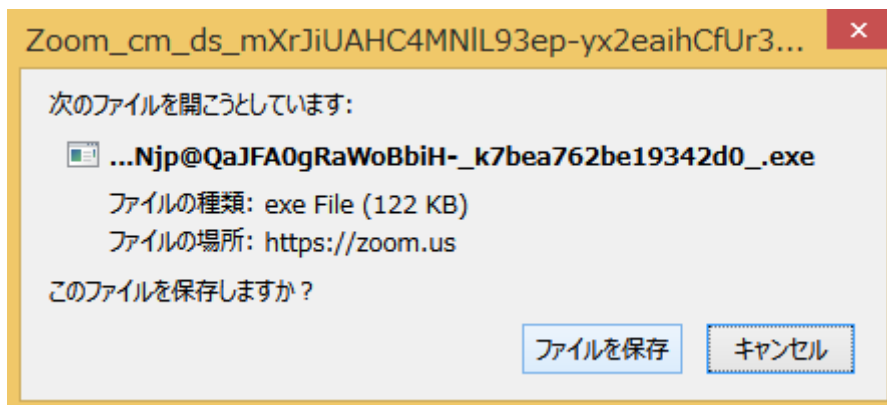 Zoom_cm_ds_mXrJiUAHC4MNlL93ep-yx2eaihCfUr3...
次のファイルを開こうとしています:
...Njp@QaJFA0gRaWoBbiH-_k7bea762be19342d0_.exe
ファイルの種類: exe File (122 KB)
ファイルの場所: https://zoom.us
このファイルを保存しますか？
ファイルを保存
キャンセル